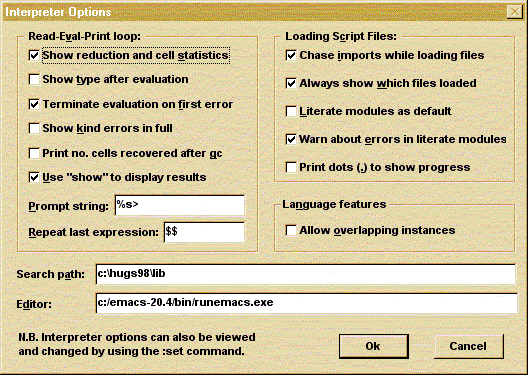 Interpreter Options
Read-Eval-Print loop:
Show reduction and cell statistics
Show type after evaluation
Terminate evaluation on first error
Show kind errors in full
Print no. cells recovered after gc
Use "show" to display results
Prompt string: %s>
Repeat last expression: $$
Loading Script Files:
Chase imports while loading files
Always show which files loaded
Literate modules as default
Warn about errors in literate modules
Print dots (.) to show progress
Language features
Allow overlapping instances
Search path: c:\hugs98\lib
Editor: c:/emacs-20.4/bin/runemacs.exe
N.B. Interpreter options can also be viewed
and changed by using the :set command.
Ok
Cancel